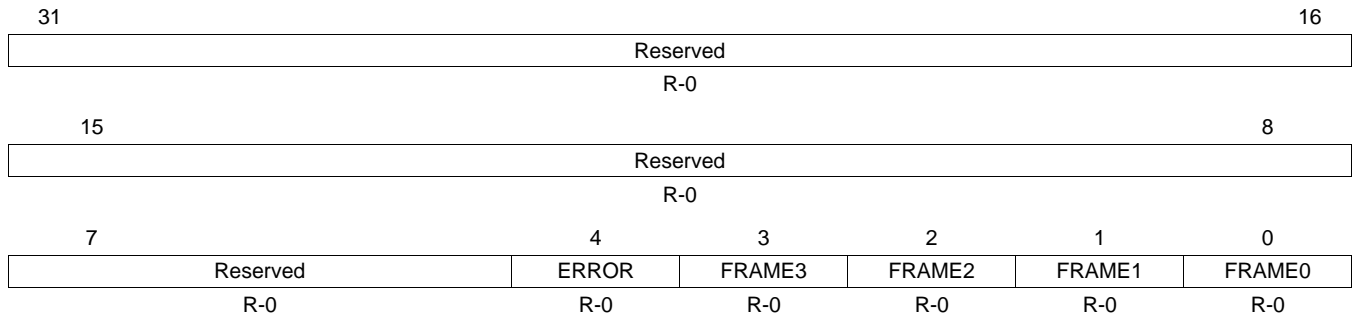 31 16
Reserved
R-0
15 8
Reserved
R-0
7 4 3 2 1 0
Reserved ERROR FRAME3 FRAME2 FRAME1 FRAME0
R-0 R-0 R-0 R-0 R-0 R-0